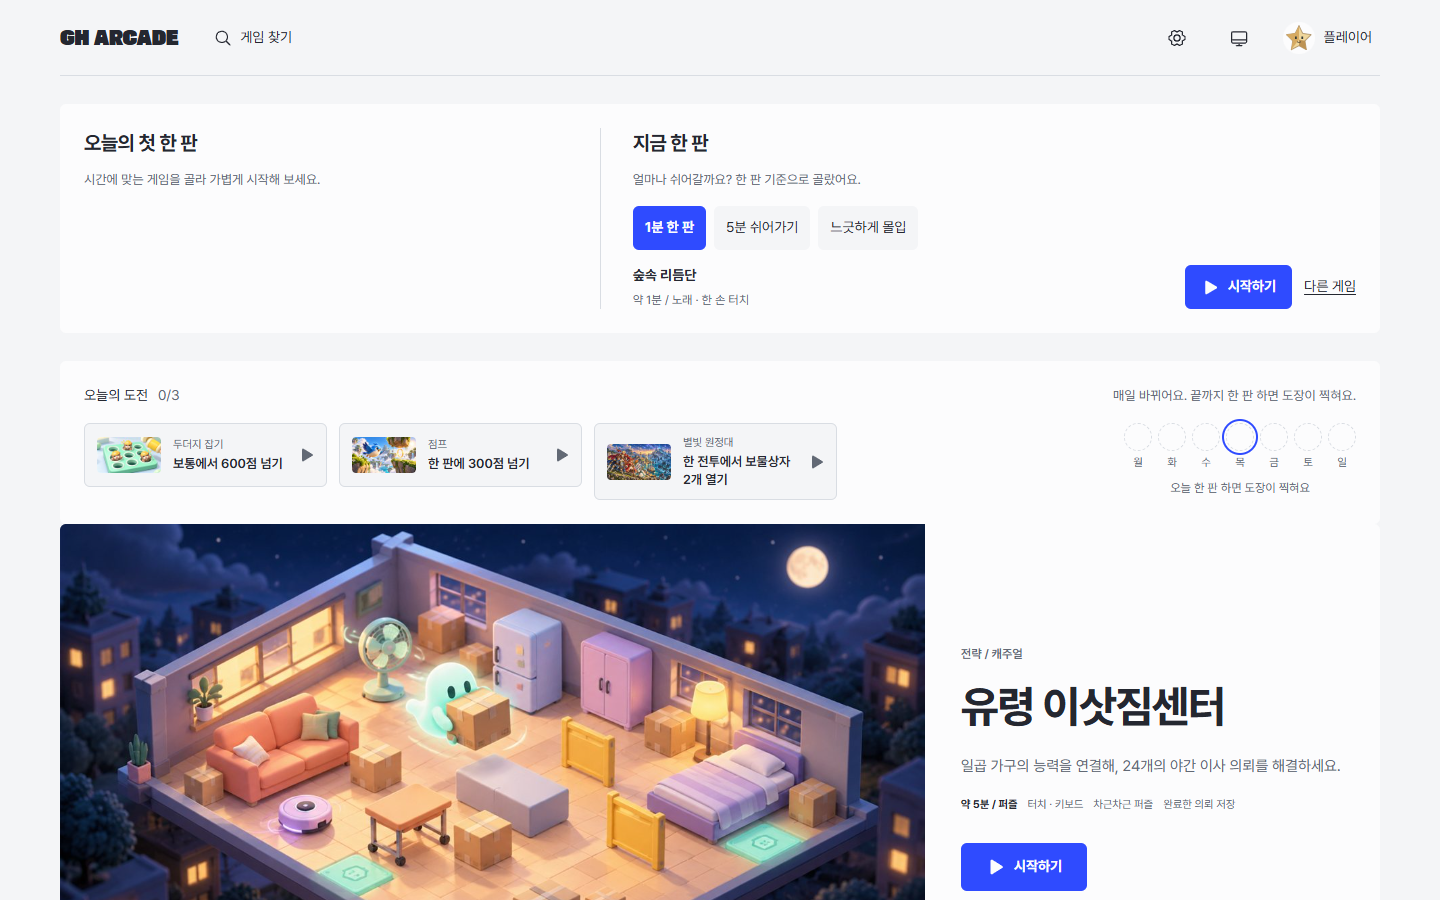 GH ARCADE
게임 찾기
플레이어
오늘의 첫 한 판
시간에 맞는 게임을 골라 가볍게 시작해 보세요.
지금 한 판
얼마나 쉬어갈까요? 한 판 기준으로 골랐어요.
1분 한 판
5분 쉬어가기
느긋하게 몰입
숲속 리듬단
약 1분 / 노래 · 한 손 터치
시작하기
다른 게임
오늘의 도전 0/3
매일 바뀌어요. 끝까지 한 판 하면 도장이 찍혀요.
두더지 잡기
보통에서 600점 넘기
점프
한 판에 300점 넘기
별빛 원정대
한 전투에서 보물상자
2개 열기
월 화 수 목 금 토 일
오늘 한 판 하면 도장이 찍혀요
전략 / 캐주얼
유령 이삿짐센터
일곱 가구의 능력을 연결해, 24개의 야간 이사 의뢰를 해결하세요.
약 5분 / 퍼즐 터치 · 키보드 차근차근 퍼즐 완료한 의뢰 저장
시작하기